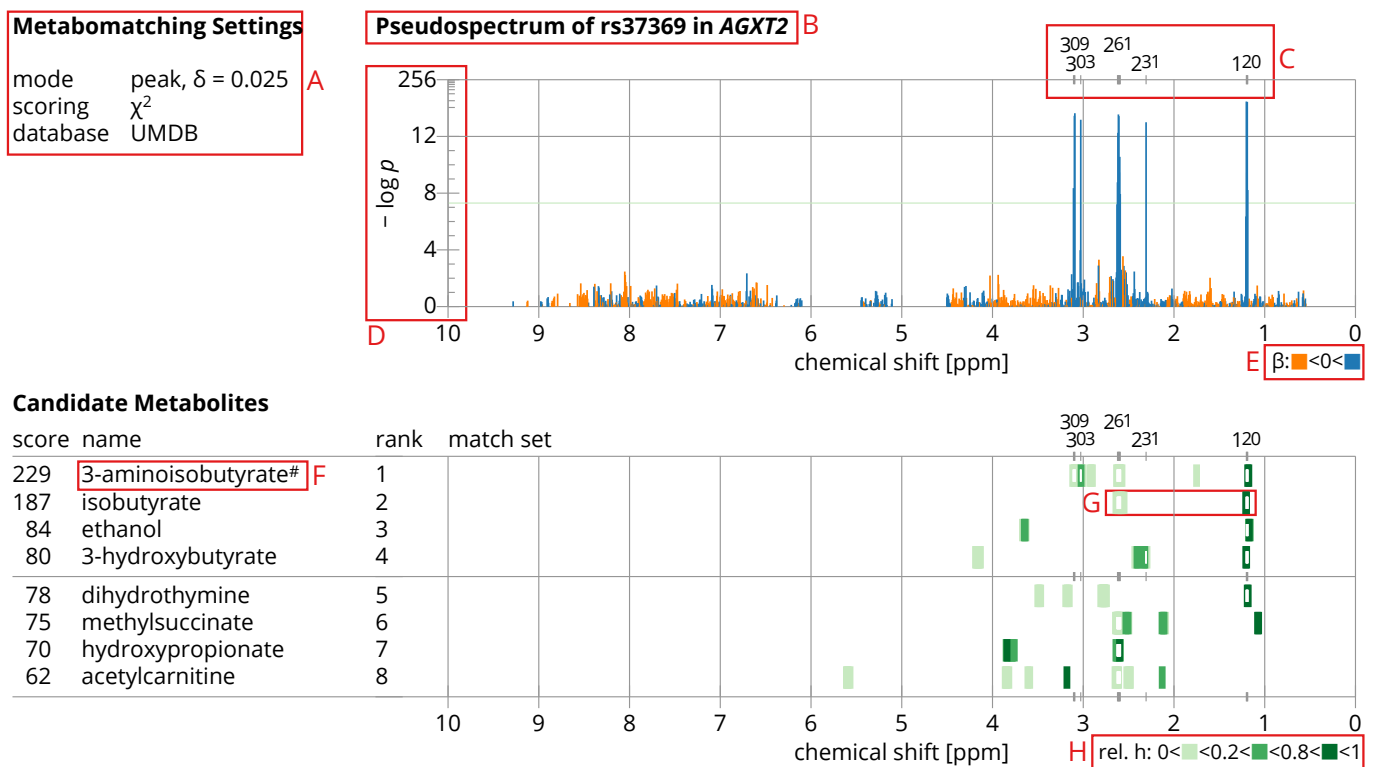 Metabomatching Settings
mode peak, δ = 0.025
scoring χ²
database UMDB
A
Pseudospectrum of rs37369 in AGXT2
B
309 261
303 231 120
C
256
12
8
4
0
− log p
D
10 9 8 7 6 5 4 3 2 1 0
chemical shift [ppm]
E β: <0<
Candidate Metabolites
309 261
score name rank match set 303 231 120
229 3-aminoisobutyrate# F 1
187 isobutyrate 2 G
84 ethanol 3
80 3-hydroxybutyrate 4
78 dihydrothymine 5
75 methylsuccinate 6
70 hydroxypropionate 7
62 acetylcarnitine 8
10 9 8 7 6 5 4 3 2 1 0
chemical shift [ppm]
H rel. h: 0< <0.2< <0.8< <1